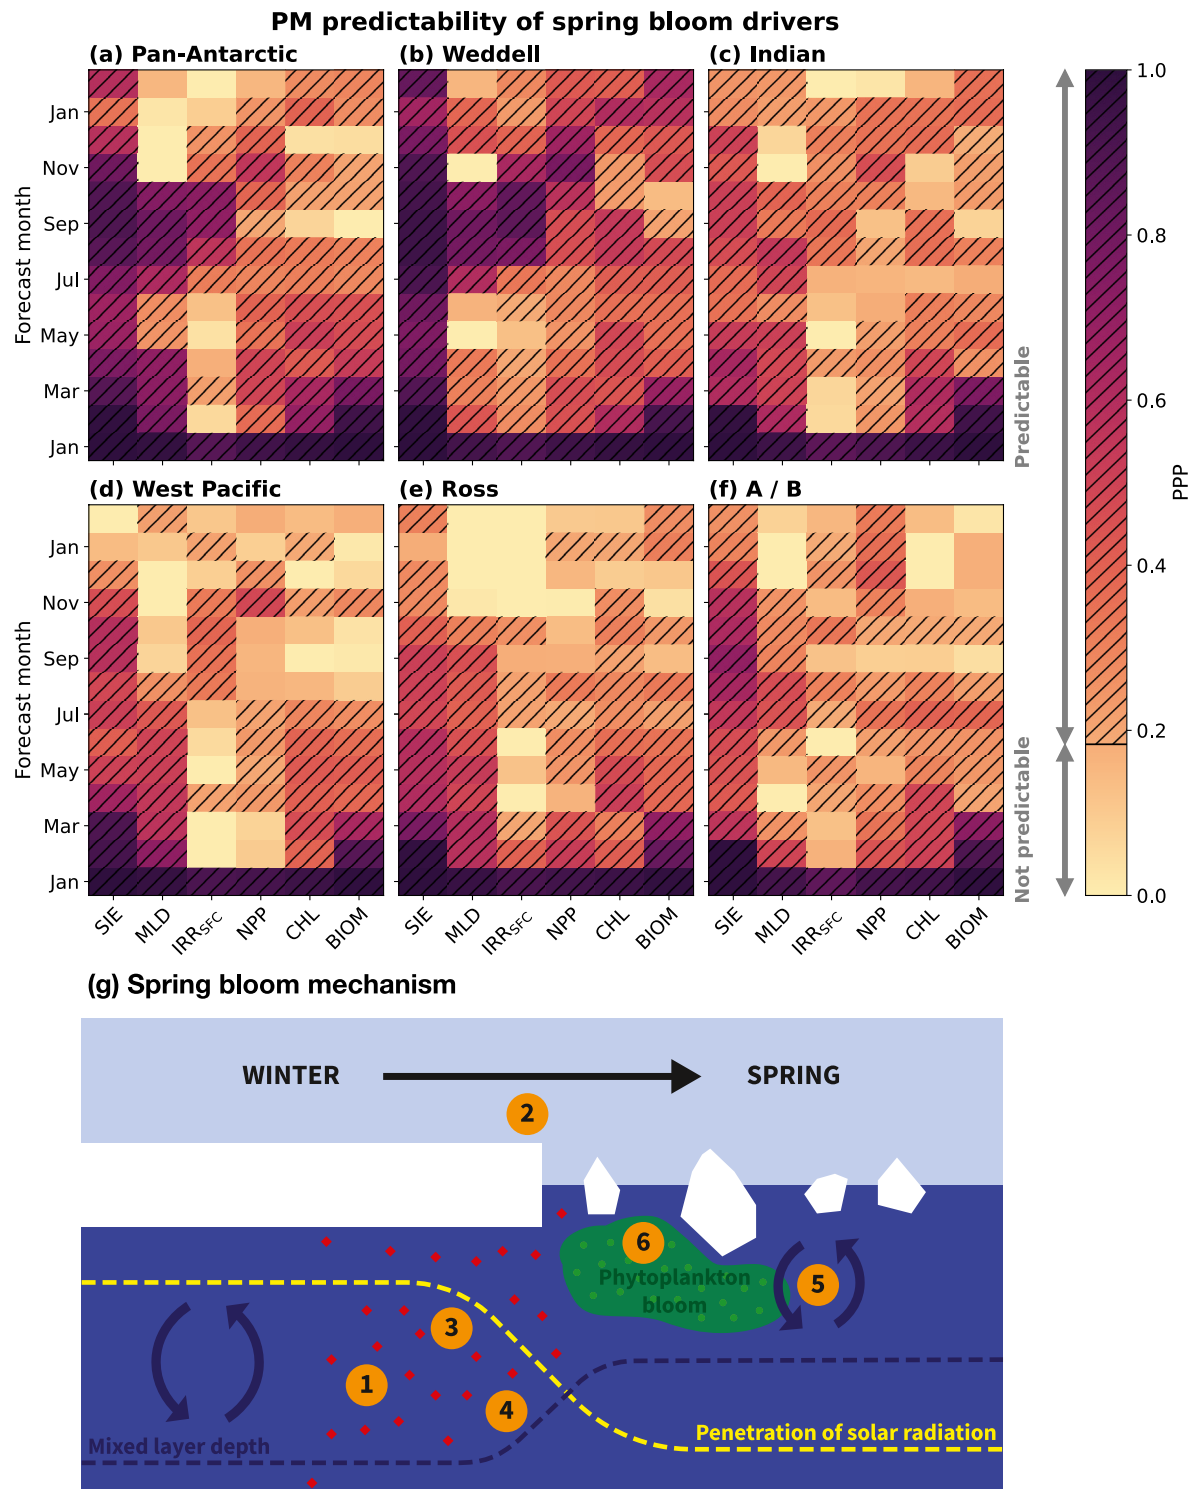 PM predictability of spring bloom drivers
(a) Pan-Antarctic
(b) Weddell
(c) Indian
Forecast month
Jan
Nov
Sep
Jul
May
Mar
Jan
(d) West Pacific
(e) Ross
(f) A / B
Forecast month
Jan
Nov
Sep
Jul
May
Mar
Jan
SIE
MLD
IRRSFC
NPP
CHL
BIOM
SIE
MLD
IRRSFC
NPP
CHL
BIOM
SIE
MLD
IRRSFC
NPP
CHL
BIOM
Predictable
Not predictable
1.0
0.8
0.6
0.4
0.2
0.0
PPP
(g) Spring bloom mechanism
WINTER
SPRING
2
6
Phytoplankton
bloom
5
3
1
4
Mixed layer depth
Penetration of solar radiation